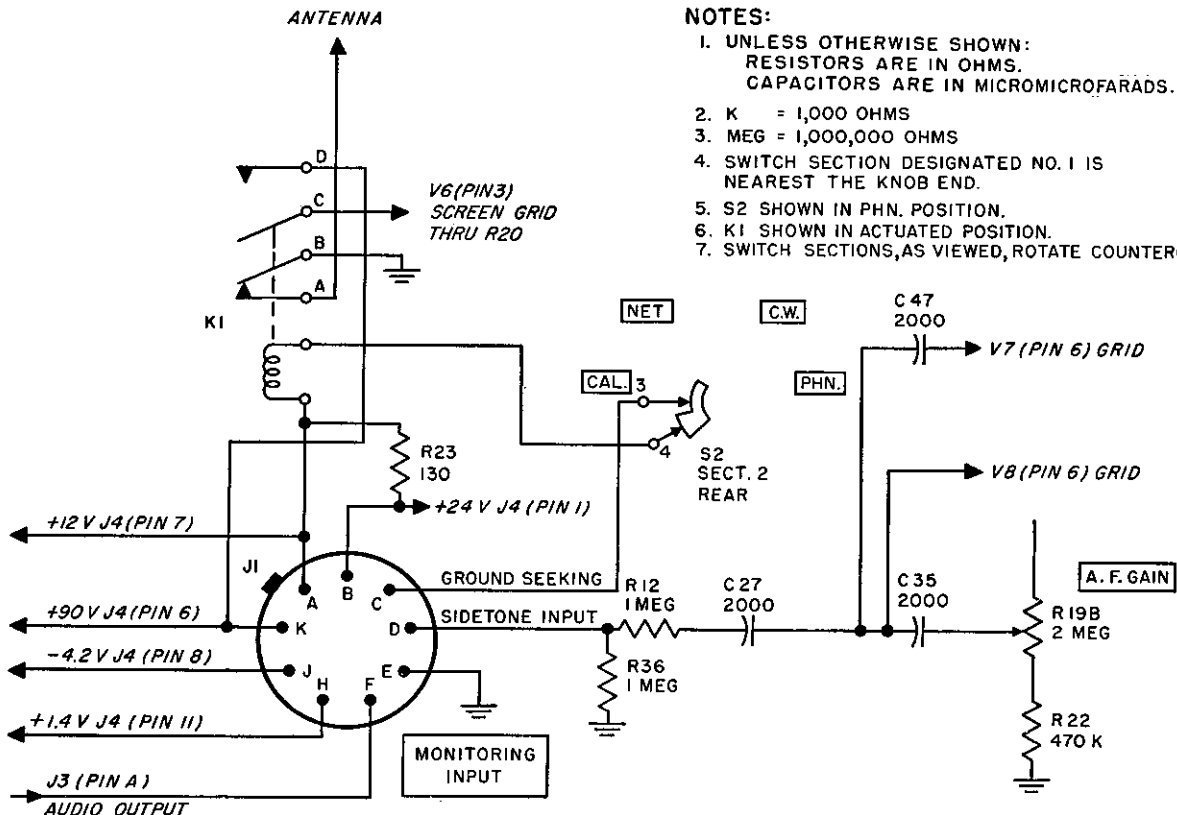 ANTENNA
NOTES:
1. UNLESS OTHERWISE SHOWN:
RESISTORS ARE IN OHMS.
CAPACITORS ARE IN MICROMICROFARADS.
2. K = 1,000 OHMS
3. MEG = 1,000,000 OHMS
4. SWITCH SECTION DESIGNATED NO. 1 IS
NEAREST THE KNOB END.
5. S2 SHOWN IN PHN. POSITION.
6. K1 SHOWN IN ACTUATED POSITION.
7. SWITCH SECTIONS, AS VIEWED, ROTATE
D
C
B
A
K1
V6 (PIN 3)
SCREEN GRID
THRU R20
NET
C.W.
CAL.
PHN.
3
4
S2
SECT. 2
REAR
C 47
2000
V7 (PIN 6) GRID
V8 (PIN 6) GRID
R23
130
+24 V J4 (PIN 1)
+12 V J4 (PIN 7)
+90 V J4 (PIN 6)
-4.2 V J4 (PIN 8)
+1.4 V J4 (PIN 11)
J3 (PIN A)
AUDIO OUTPUT
J1
A
B
C
D
E
F
H
J
K
GROUND SEEKING
SIDETONE INPUT
R12
1 MEG
R36
1 MEG
C 27
2000
C 35
2000
A. F. GAIN
R19B
2 MEG
R 22
470 K
MONITORING
INPUT